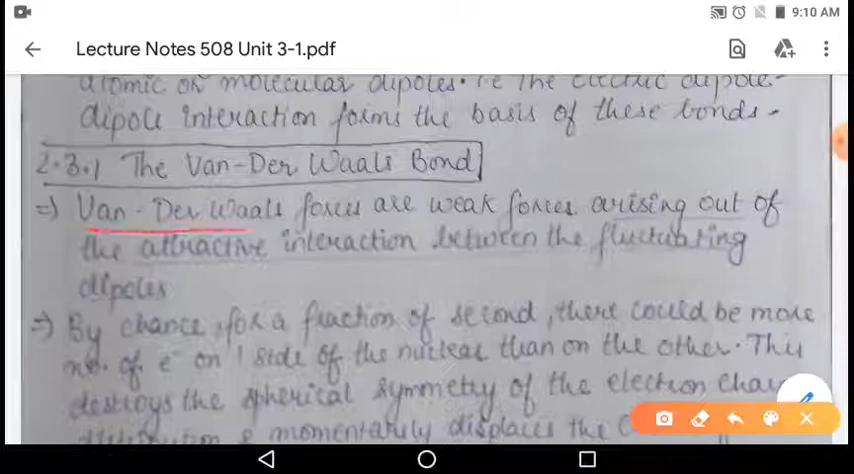 9:10 AM
Lecture Notes 508 Unit 3-1.pdf
atomic or molecular dipoles. i.e The electric dipole-
dipole interaction forms the basis of these bonds.
2.3.1 The Van-Der Waals Bond
=) Van-Der Waals forces are weak forces arising out of
the attractive interaction between the fluctuating
dipoles
=) By chance, for a fraction of second, there could be more
no. of e⁻ on 1 side of the nuclear than on the other. This
destroys the spherical symmetry of the electron
& momentarily displaces the